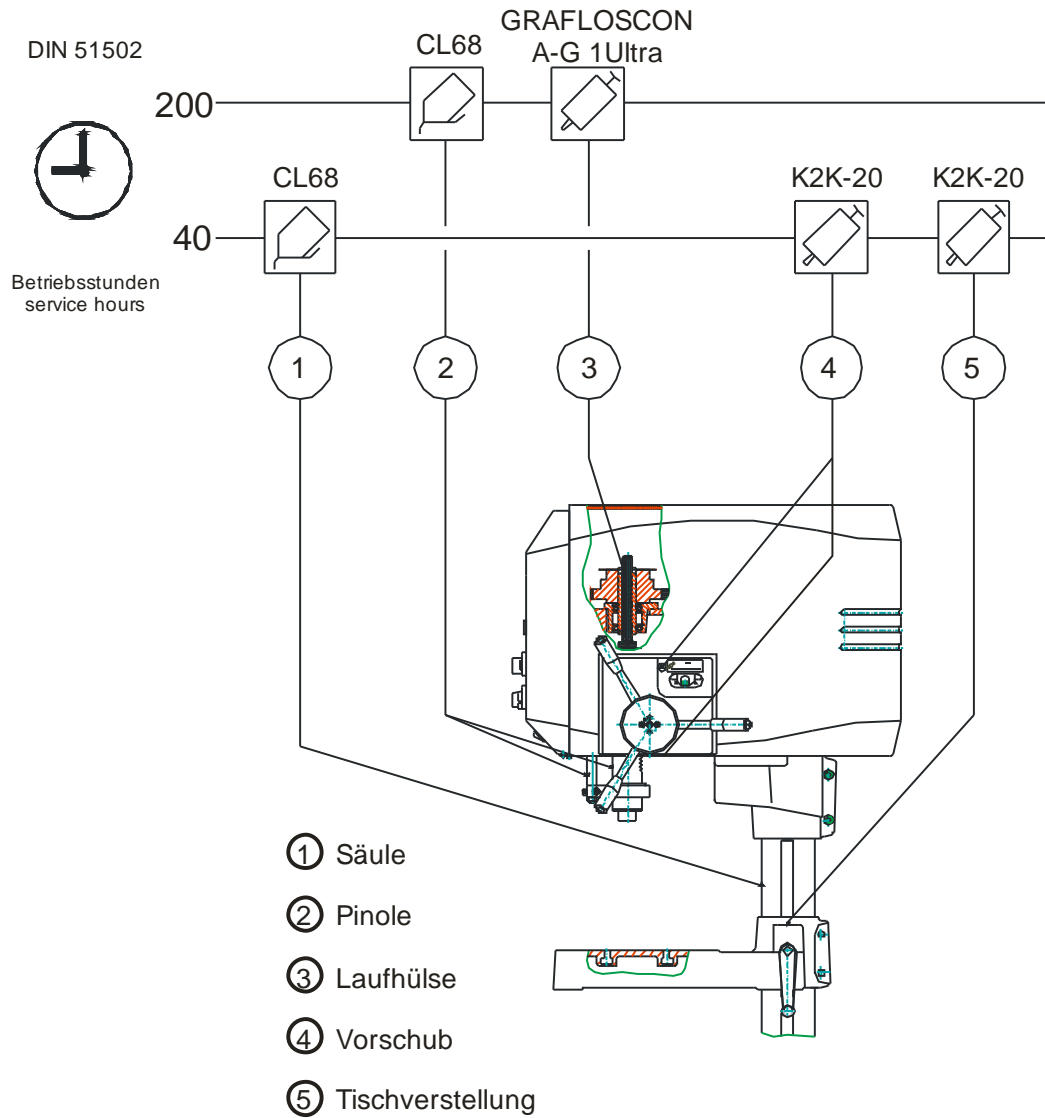 GRAFLOSCON
A-G 1Ultra
DIN 51502
CL68
200
CL68
K2K-20
K2K-20
40
Betriebsstunden
service hours
1
2
3
4
5
1 Säule
2 Pinole
3 Laufhülse
4 Vorschub
5 Tischverstellung